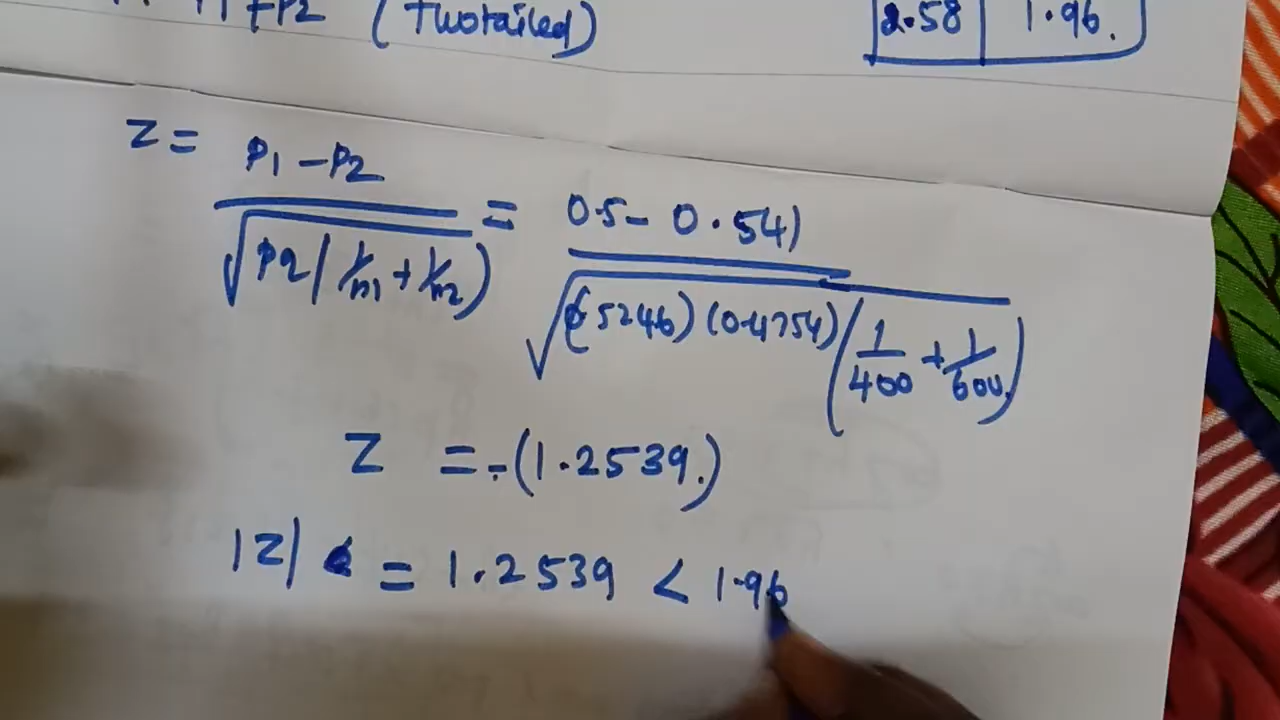 P1 ≠ P2 (Twotailed)
2.58 | 1.96.
Z = P1 - P2 / √pq(1/n1 + 1/n2) = 0.5 - 0.541 / √(0.5246)(0.4754)(1/400 + 1/600)
Z = -(1.2539.)
|Z| = 1.2539 < 1.96